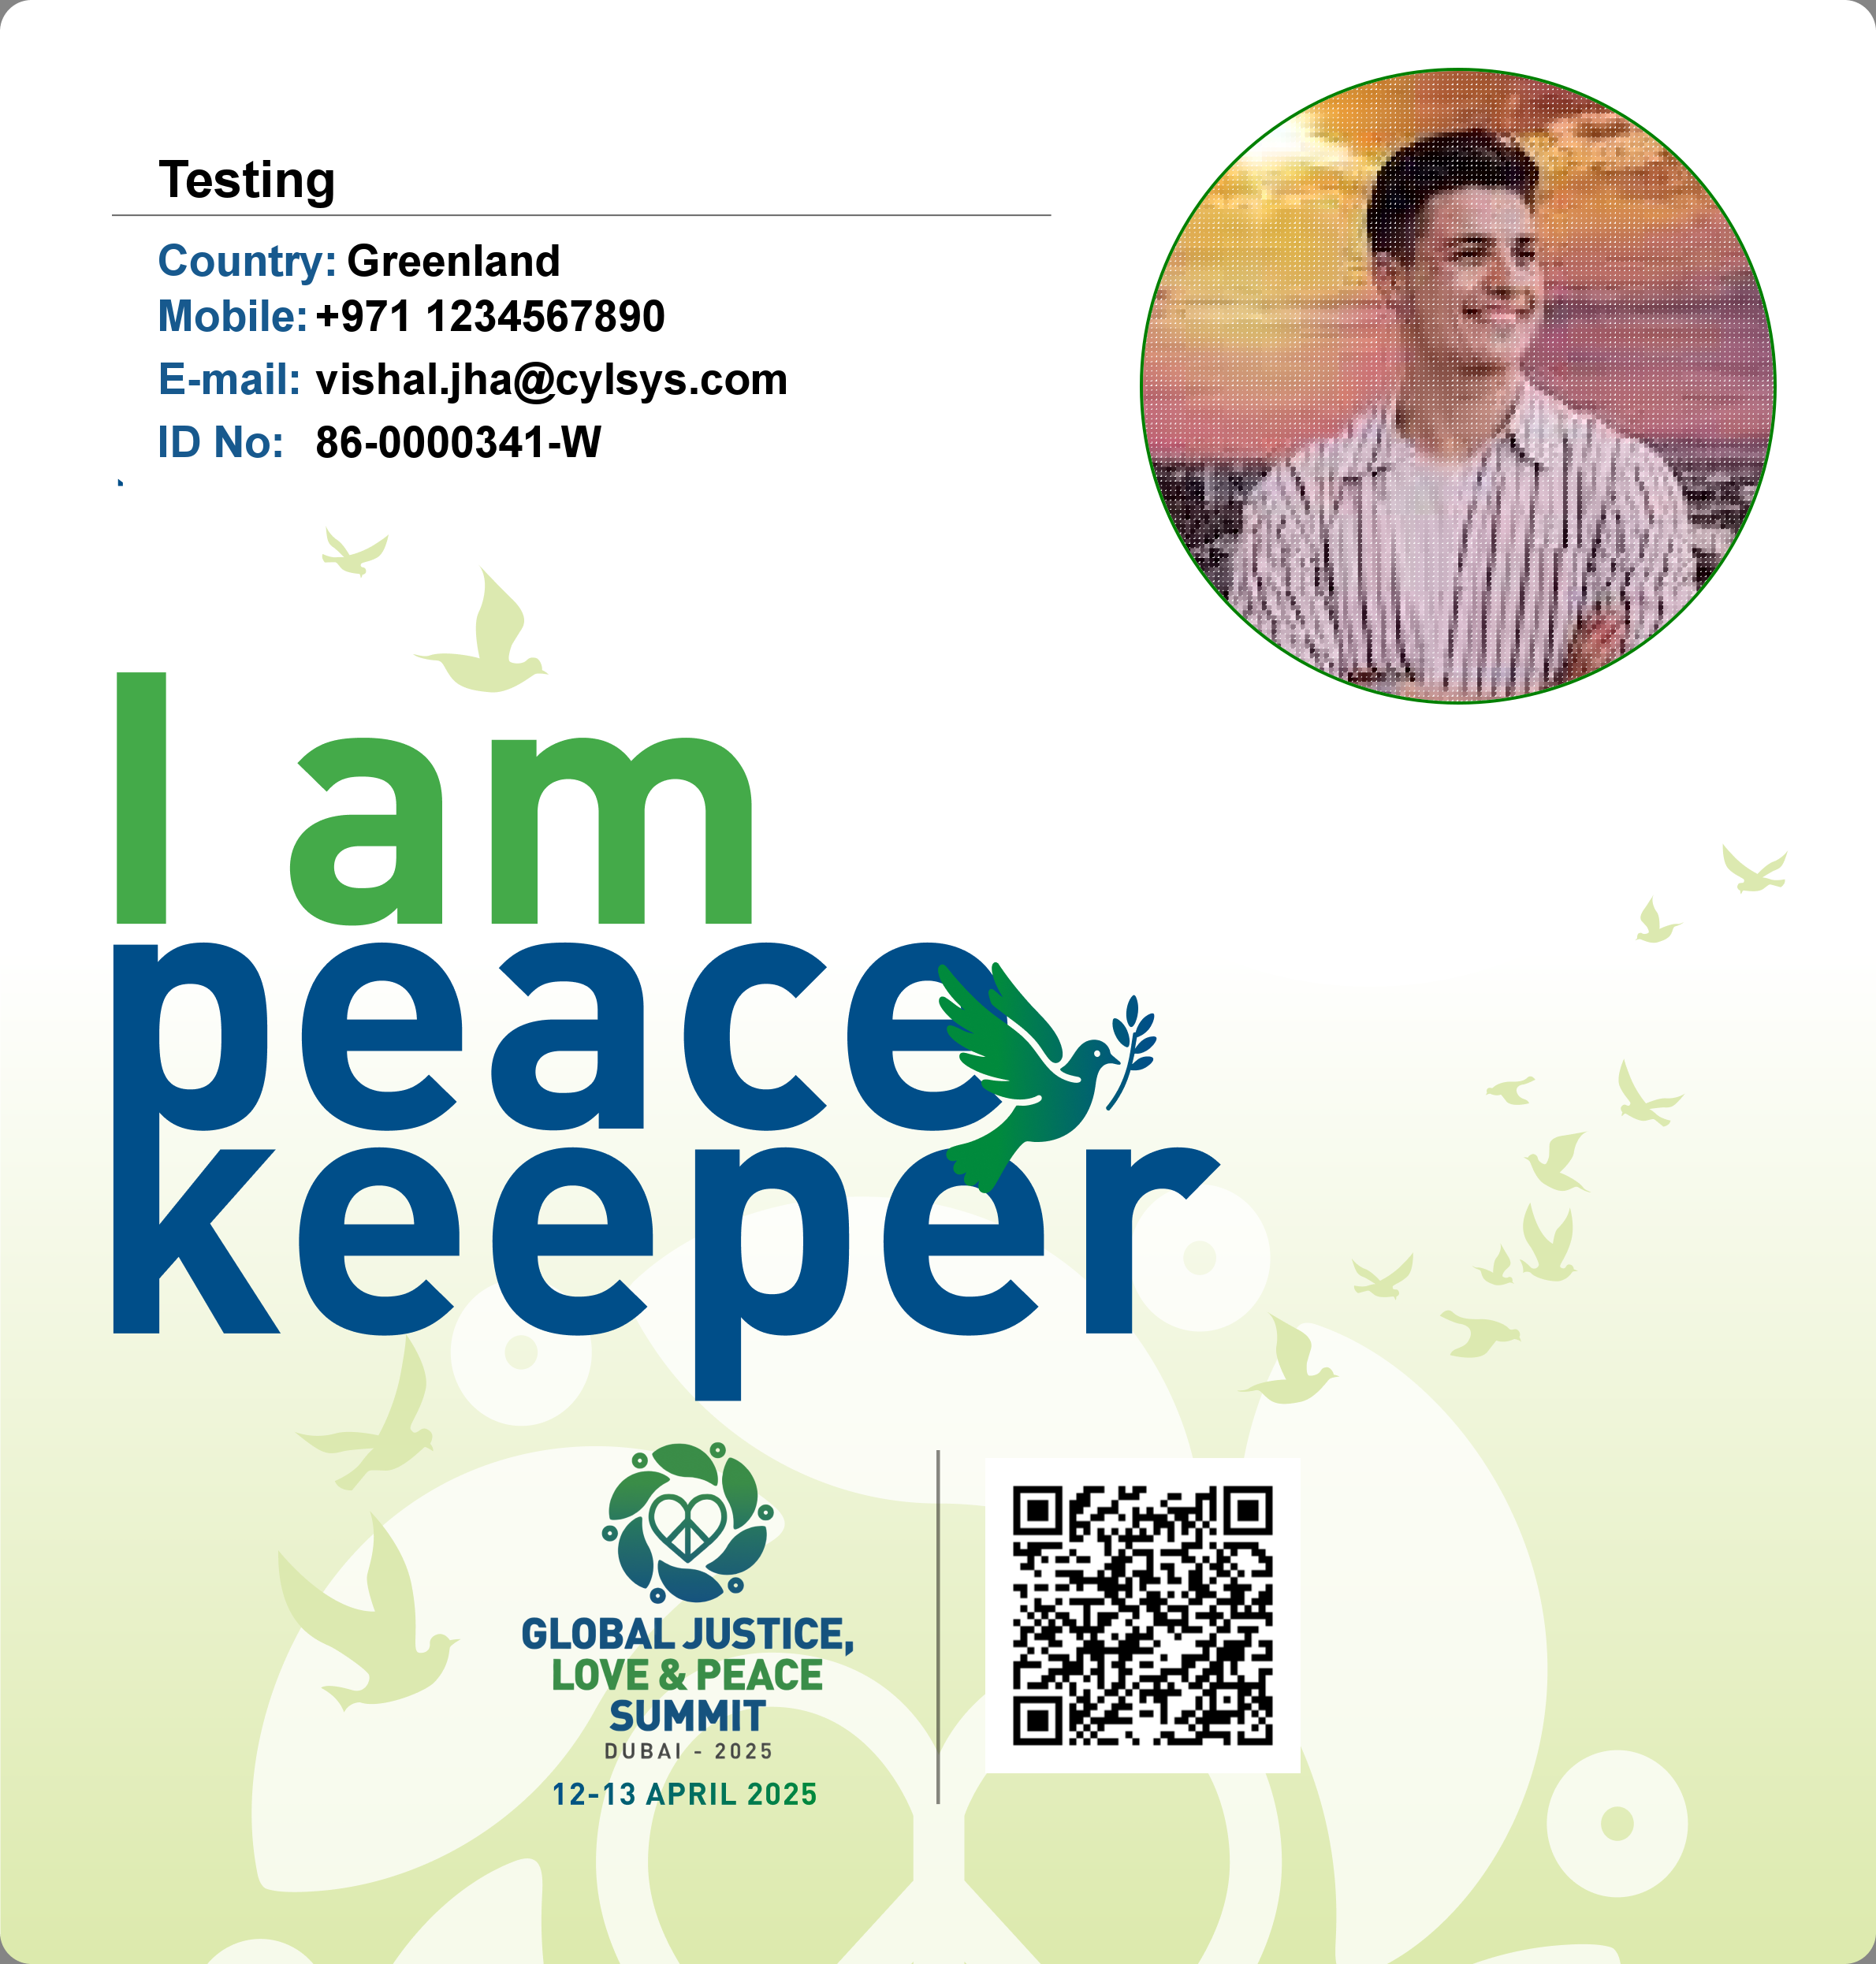 Testing
Country: Greenland
Mobile: +971 1234567890
E-mail: vishal.jha@cylsys.com
ID No: 86-0000341-W
I am
peace
keeper
GLOBAL JUSTICE,
LOVE & PEACE
SUMMIT
DUBAI - 2025
12-13 APRIL 2025